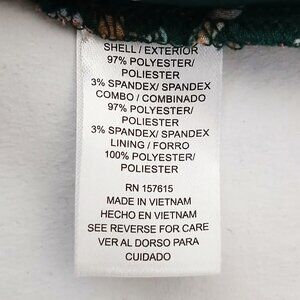 SHELL / EXTERIOR
97% POLYESTER/
POLIESTER
3% SPANDEX/ SPANDEX
COMBO / COMBINADO
97% POLYESTER/
POLIESTER
3% SPANDEX/ SPANDEX
LINING / FORRO
100% POLYESTER/
POLIESTER
RN 157615
MADE IN VIETNAM
HECHO EN VIETNAM
SEE REVERSE FOR CARE
VER AL DORSO PARA
CUIDADO